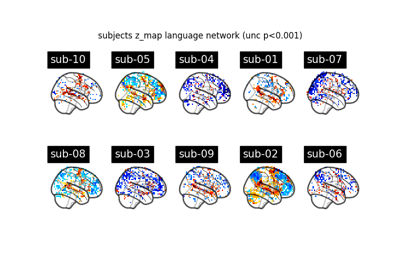 subjects z_map language network (unc p<0.001)
sub-10 sub-05 sub-04 sub-01 sub-07
sub-08 sub-03 sub-09 sub-02 sub-06